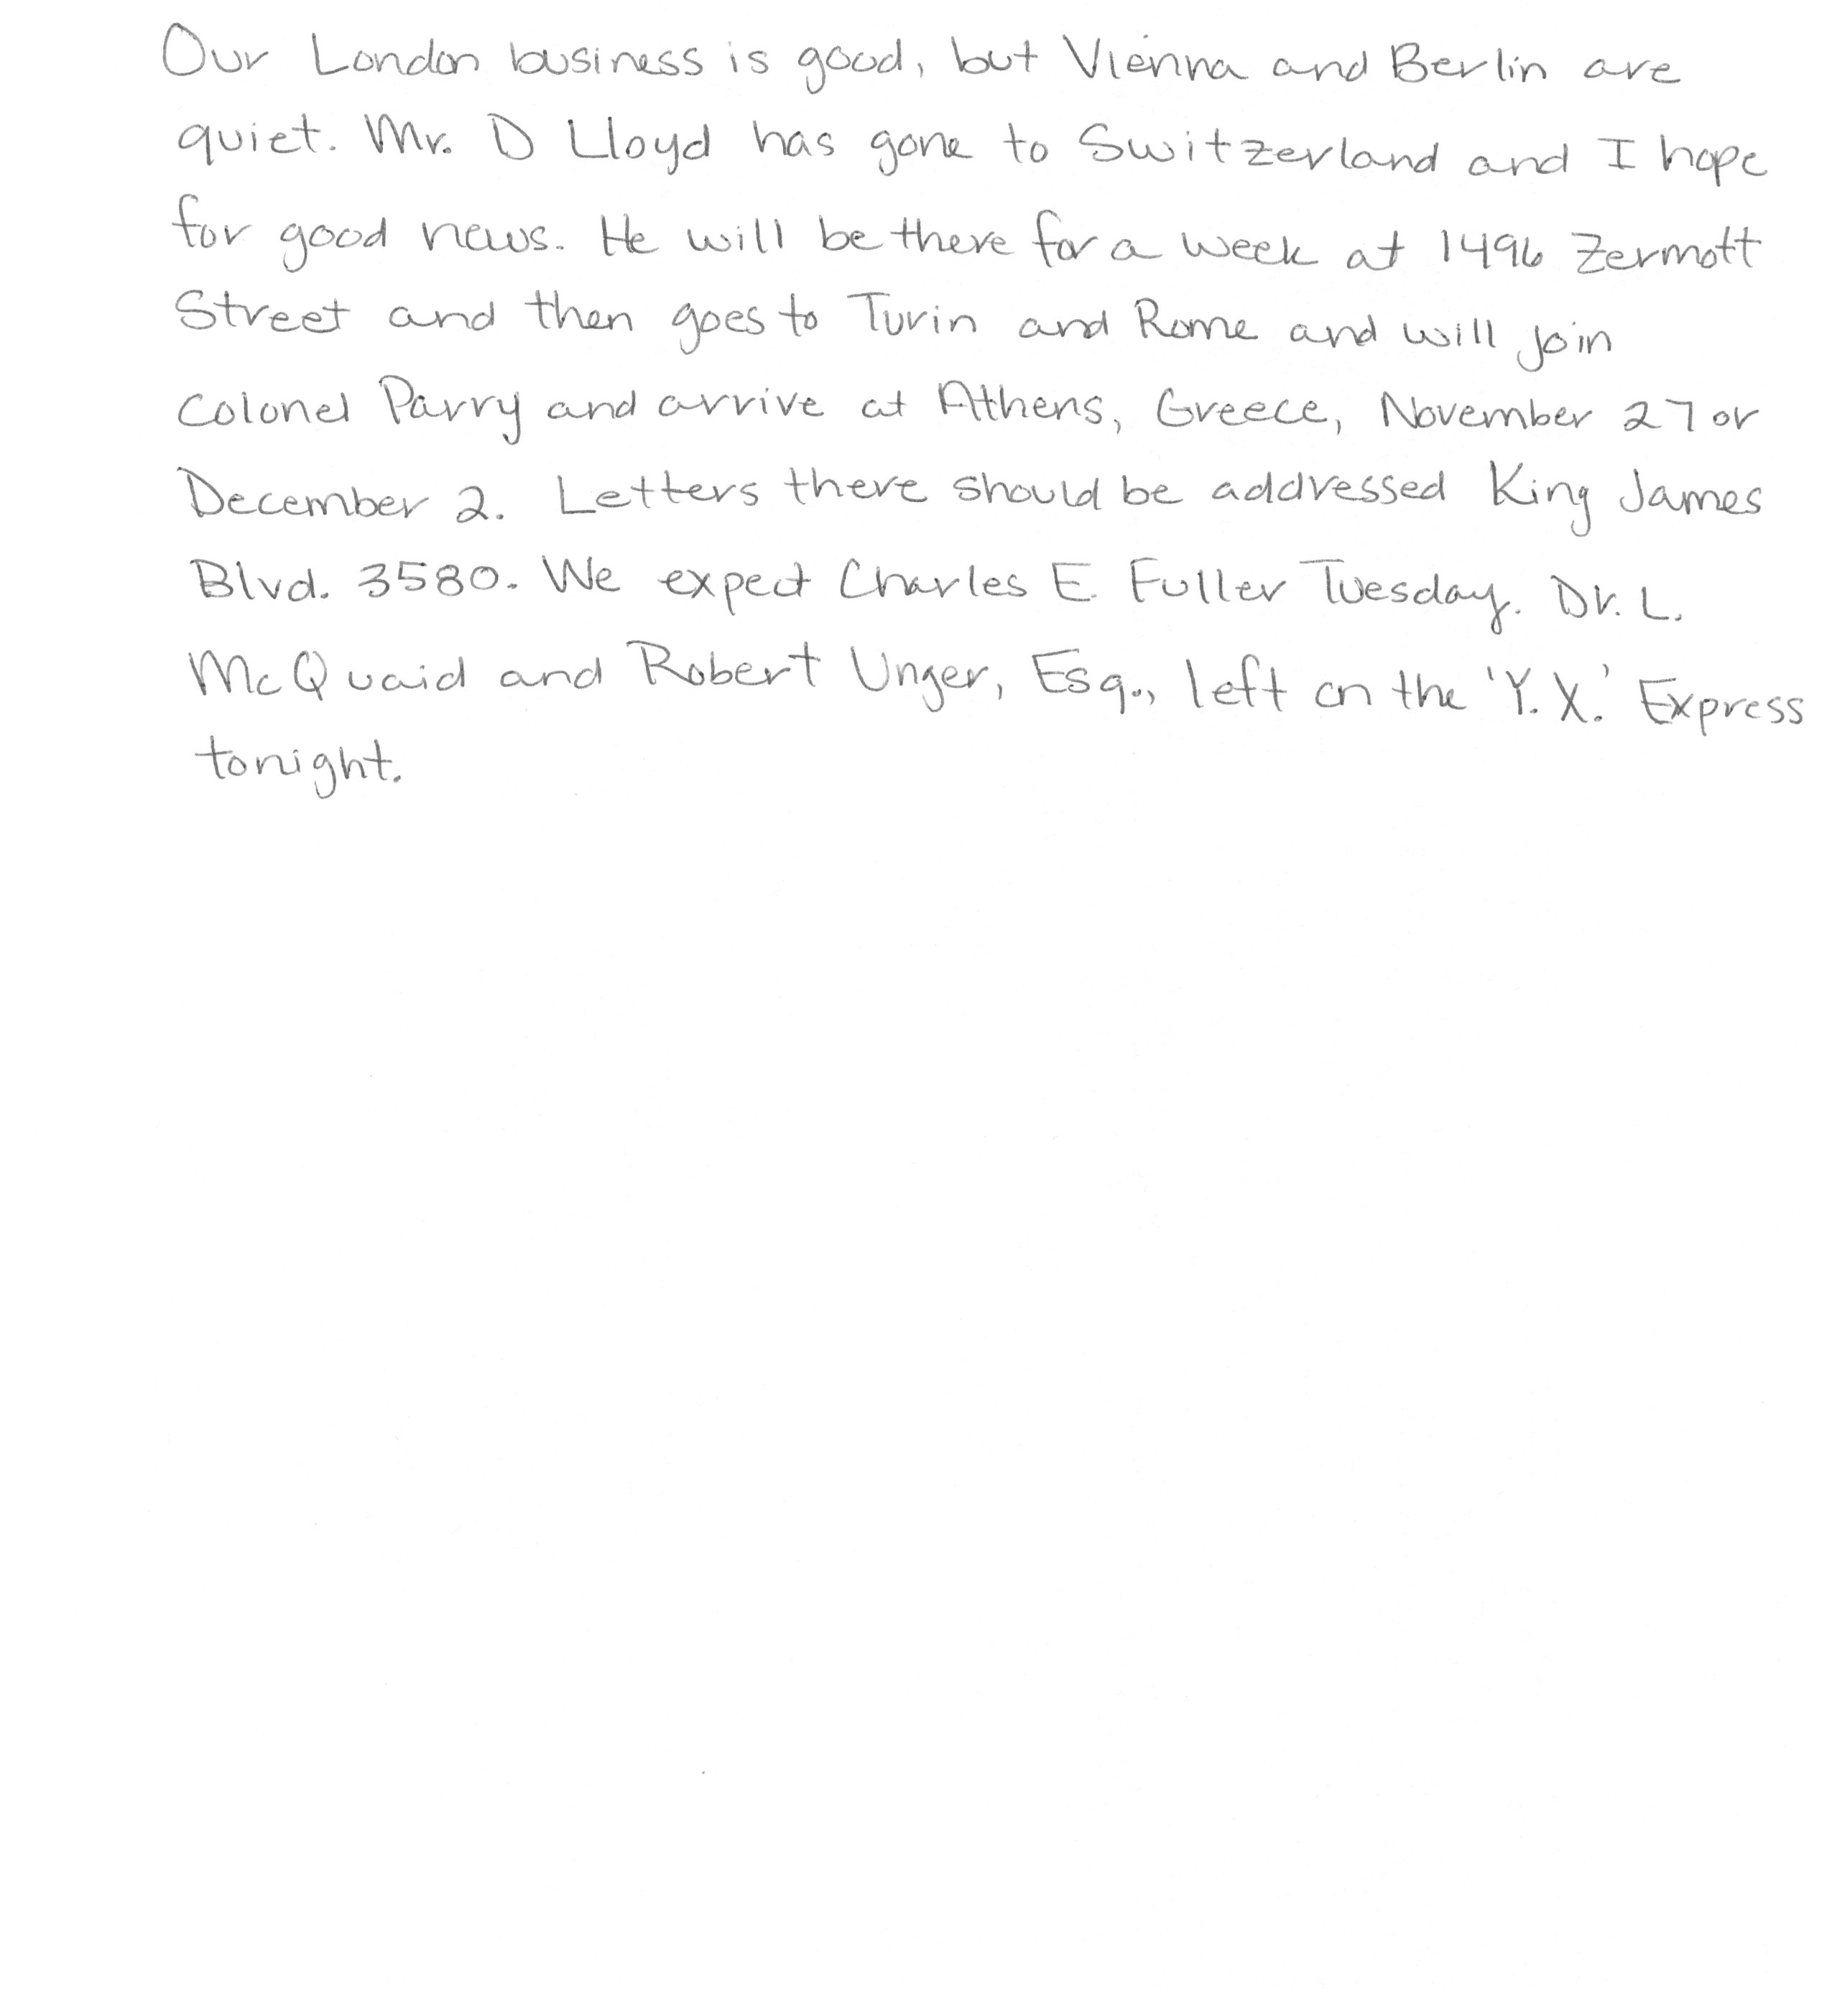 Our London business is good, but Vienna and Berlin are
quiet. Mr. D Lloyd has gone to Switzerland and I hope
for good news. He will be there for a week at 1496 Zermott
Street and then goes to Turin and Rome and will join
Colonel Parry and arrive at Athens, Greece, November 27 or
December 2. Letters there should be addressed King James
Blvd. 3580. We expect Charles E. Fuller Tuesday. Dr. L.
McQuaid and Robert Unger, Esq., left on the 'Y.X.' Express
tonight.